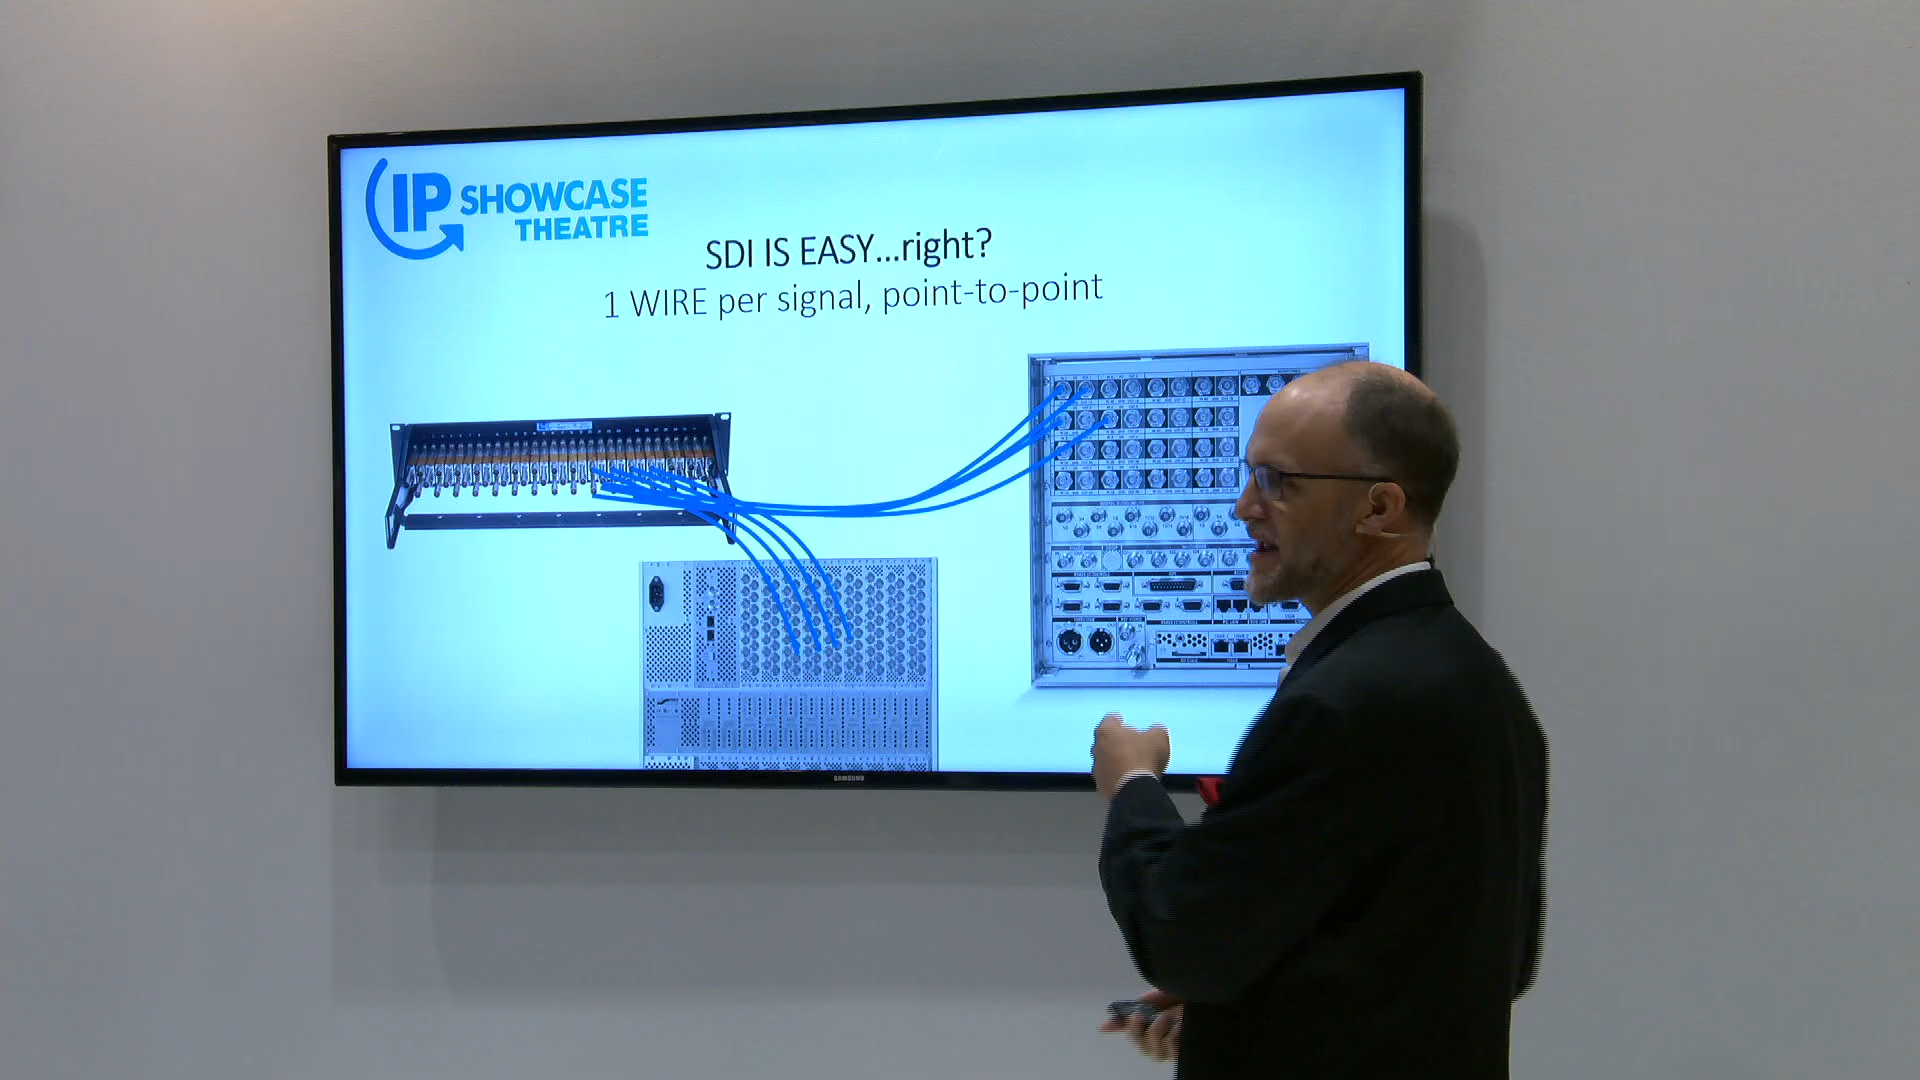 IP SHOWCASE
THEATRE
SDI IS EASY...right?
1 WIRE per signal, point-to-point
SAMSUNG